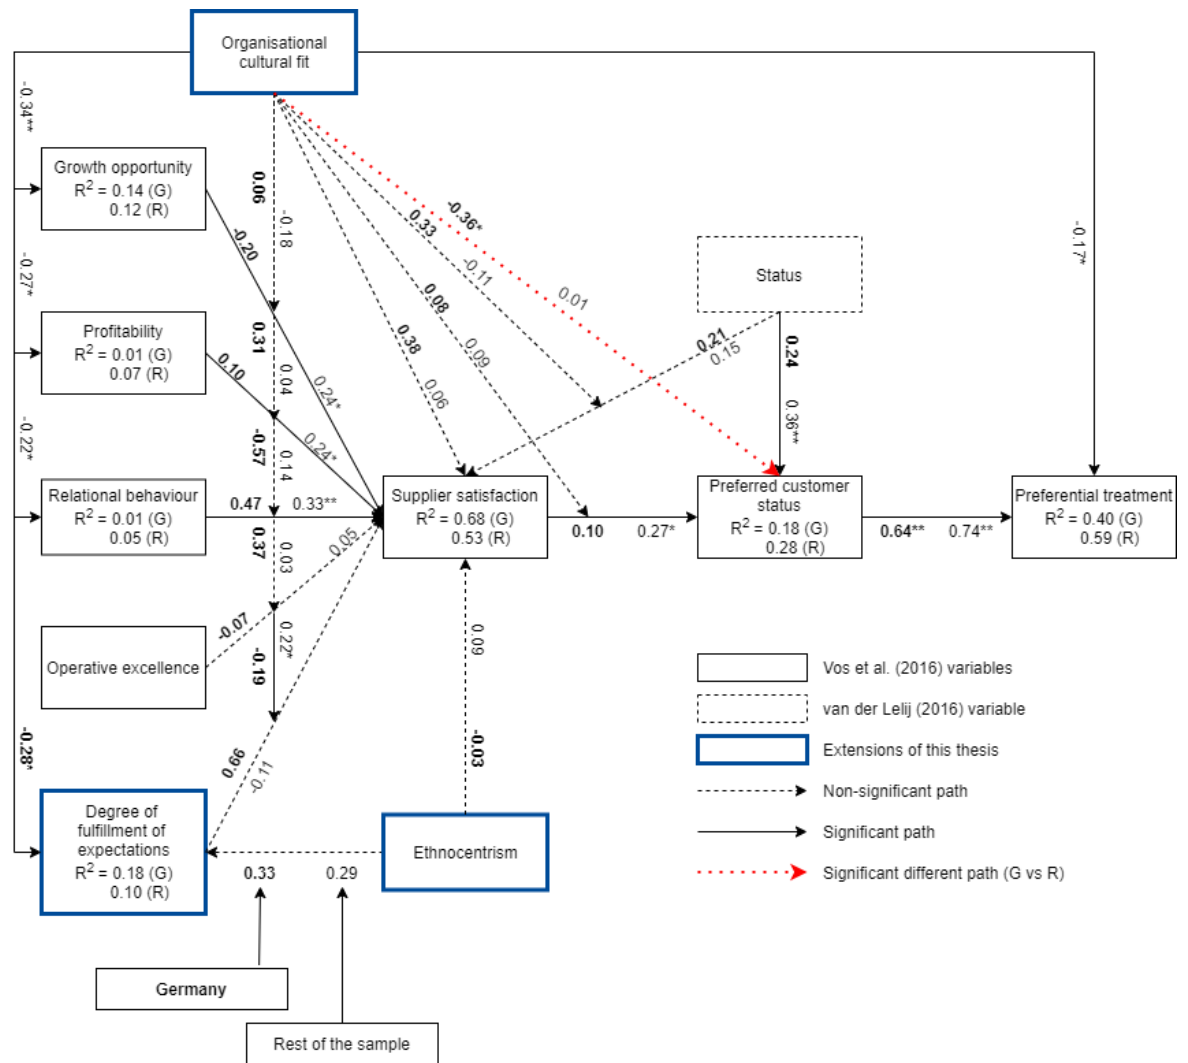 Organisational
cultural fit
-0.34**
Growth opportunity
R² = 0.14 (G)
0.12 (R)
0.06
-0.18
-0.20
0.33
-0.11
-0.36*
0.01
Status
-0.17*
-0.27*
Profitability
R² = 0.01 (G)
0.07 (R)
0.10
0.31
0.04
0.24*
0.24*
0.38
0.06
0.08
0.09
0.21
0.15
0.24
0.36**
-0.22*
Relational behaviour
R² = 0.01 (G)
0.05 (R)
-0.57
0.14
0.47
0.33**
Supplier satisfaction
R² = 0.68 (G)
0.53 (R)
0.10
0.27*
Preferred customer
status
R² = 0.18 (G)
0.28 (R)
0.64**
0.74**
Preferential treatment
R² = 0.40 (G)
0.59 (R)
0.37
0.03
0.05
-0.07
Operative excellence
-0.19
0.22*
0.09
-0.03
-0.28*
0.66
-0.11
Degree of
fulfillment of
expectations
R² = 0.18 (G)
0.10 (R)
Ethnocentrism
0.33
0.29
Germany
Rest of the sample
Vos et al. (2016) variables
van der Lelij (2016) variable
Extensions of this thesis
Non-significant path
Significant path
Significant different path (G vs R)